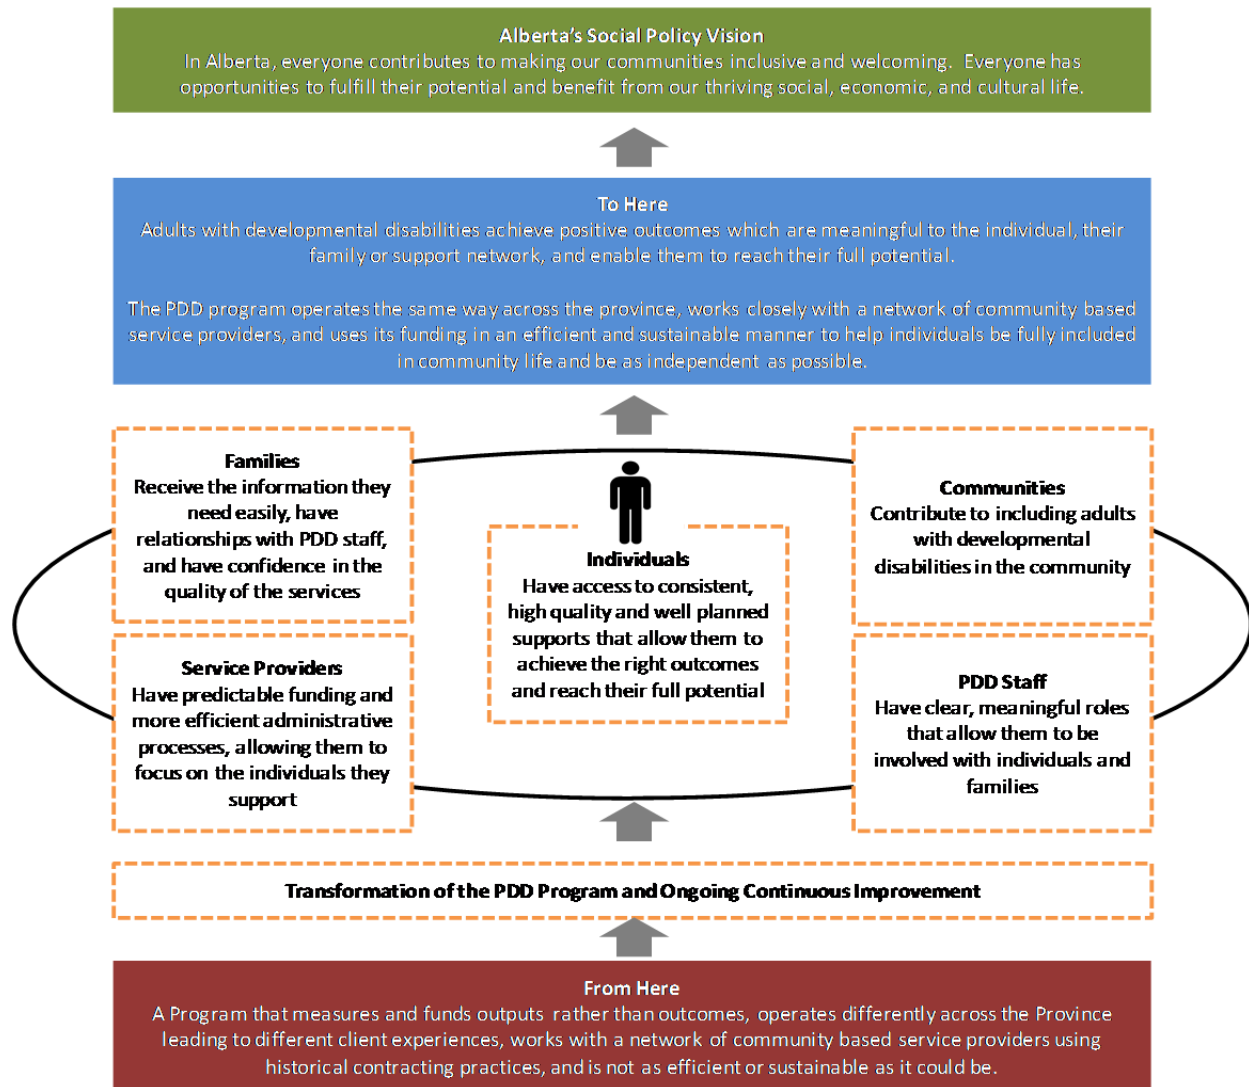 Alberta's Social Policy Vision
In Alberta, everyone contributes to making our communities inclusive and welcoming. Everyone has
opportunities to fulfill their potential and benefit from our thriving social, economic, and cultural life.
To Here
Adults with developmental disabilities achieve positive outcomes which are meaningful to the individual, their
family or support network, and enable them to reach their full potential.
The PDD program operates the same way across the province, works closely with a network of community based
service providers, and uses its funding in an efficient and sustainable manner to help individuals be fully included
in community life and be as independent as possible.
Families
Receive the information they
need easily, have
relationships with PDD staff,
and have confidence in the
quality of the services
Individuals
Have access to consistent,
high quality and well planned
supports that allow them to
achieve the right outcomes
and reach their full potential
Communities
Contribute to including adults
with developmental
disabilities in the community
Service Providers
Have predictable funding and
more efficient administrative
processes, allowing them to
focus on the individuals they
support
PDD Staff
Have clear, meaningful roles
that allow them to be
involved with individuals and
families
Transformation of the PDD Program and Ongoing Continuous Improvement
From Here
A Program that measures and funds outputs rather than outcomes, operates differently across the Province
leading to different client experiences, works with a network of community based service providers using
historical contracting practices, and is not as efficient or sustainable as it could be.